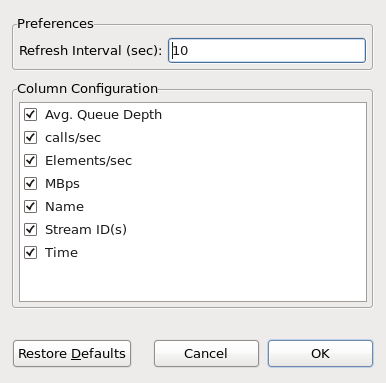 Preferences
Refresh Interval (sec): 10
Column Configuration
Avg. Queue Depth
calls/sec
Elements/sec
MBps
Name
Stream ID(s)
Time
Restore Defaults Cancel OK